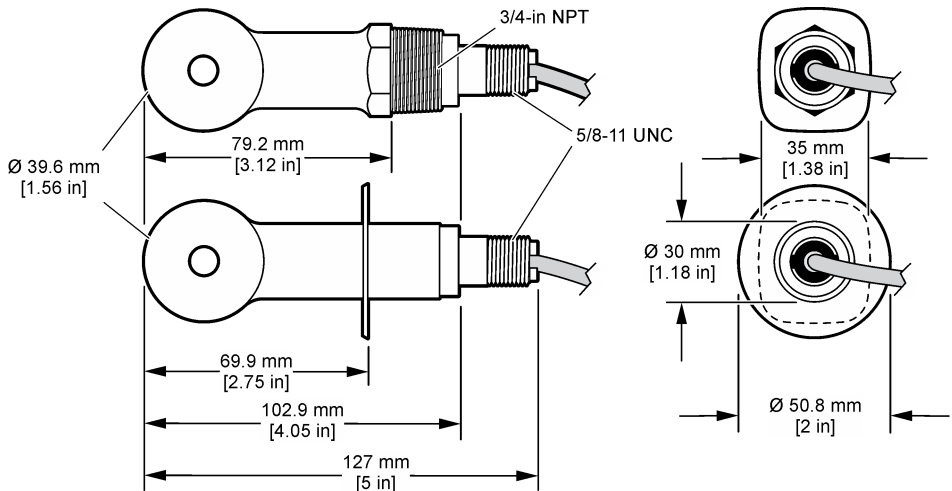 3/4-in NPT
79.2 mm
[3.12 in]
5/8-11 UNC
Ø 39.6 mm
[1.56 in]
35 mm
[1.38 in]
Ø 30 mm
[1.18 in]
69.9 mm
[2.75 in]
102.9 mm
[4.05 in]
Ø 50.8 mm
[2 in]
127 mm
[5 in]